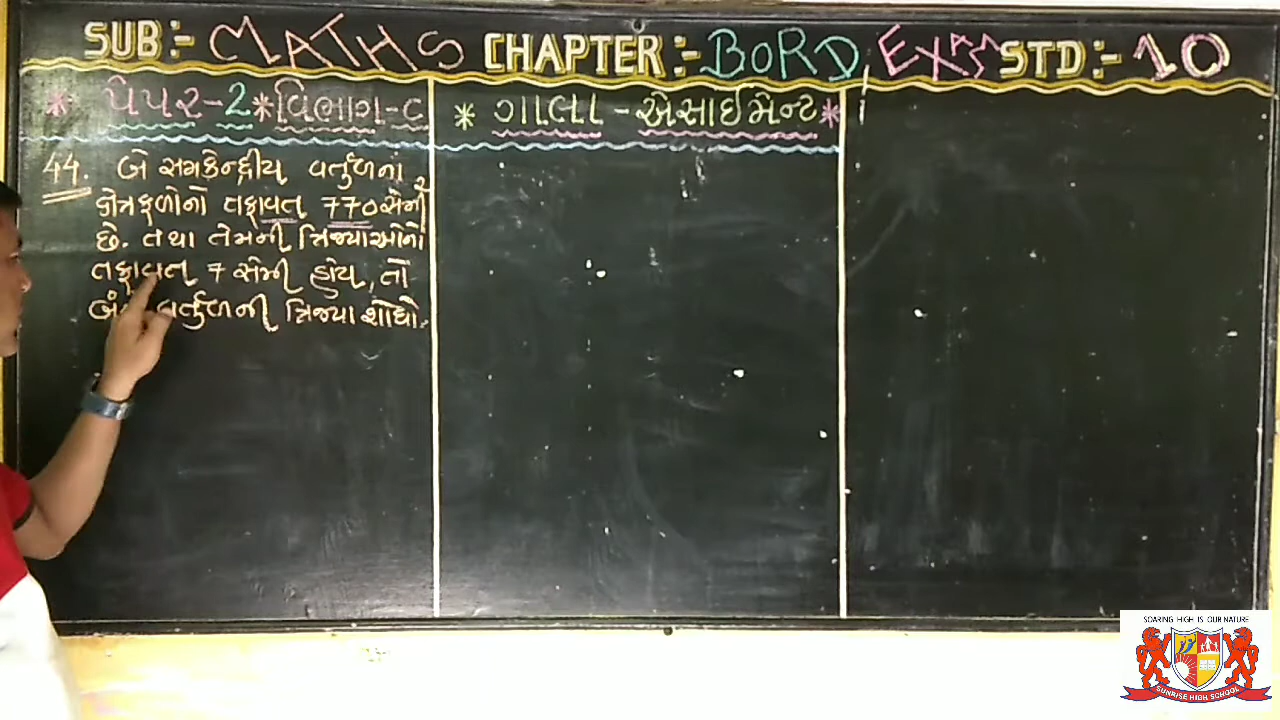 SUB:- MATHS CHAPTER:- BORD EXAM STD:- 10
* પેપર-2 * વિભાગ-C
* ગાલા - એસાઈમેન્ટ *
44. બે સમકેન્દ્રીય વર્તુળનાં
ક્ષેત્રફળોનો તફાવત 770 સેમી²
છે. તથા તેમની ત્રિજ્યાઓનો
તફાવત 7 સેમી હોય, તો
વર્તુળની ત્રિજ્યા શોધો.
SOARING HIGH IS OUR NATURE
SUNRISE HIGH SCHOOL